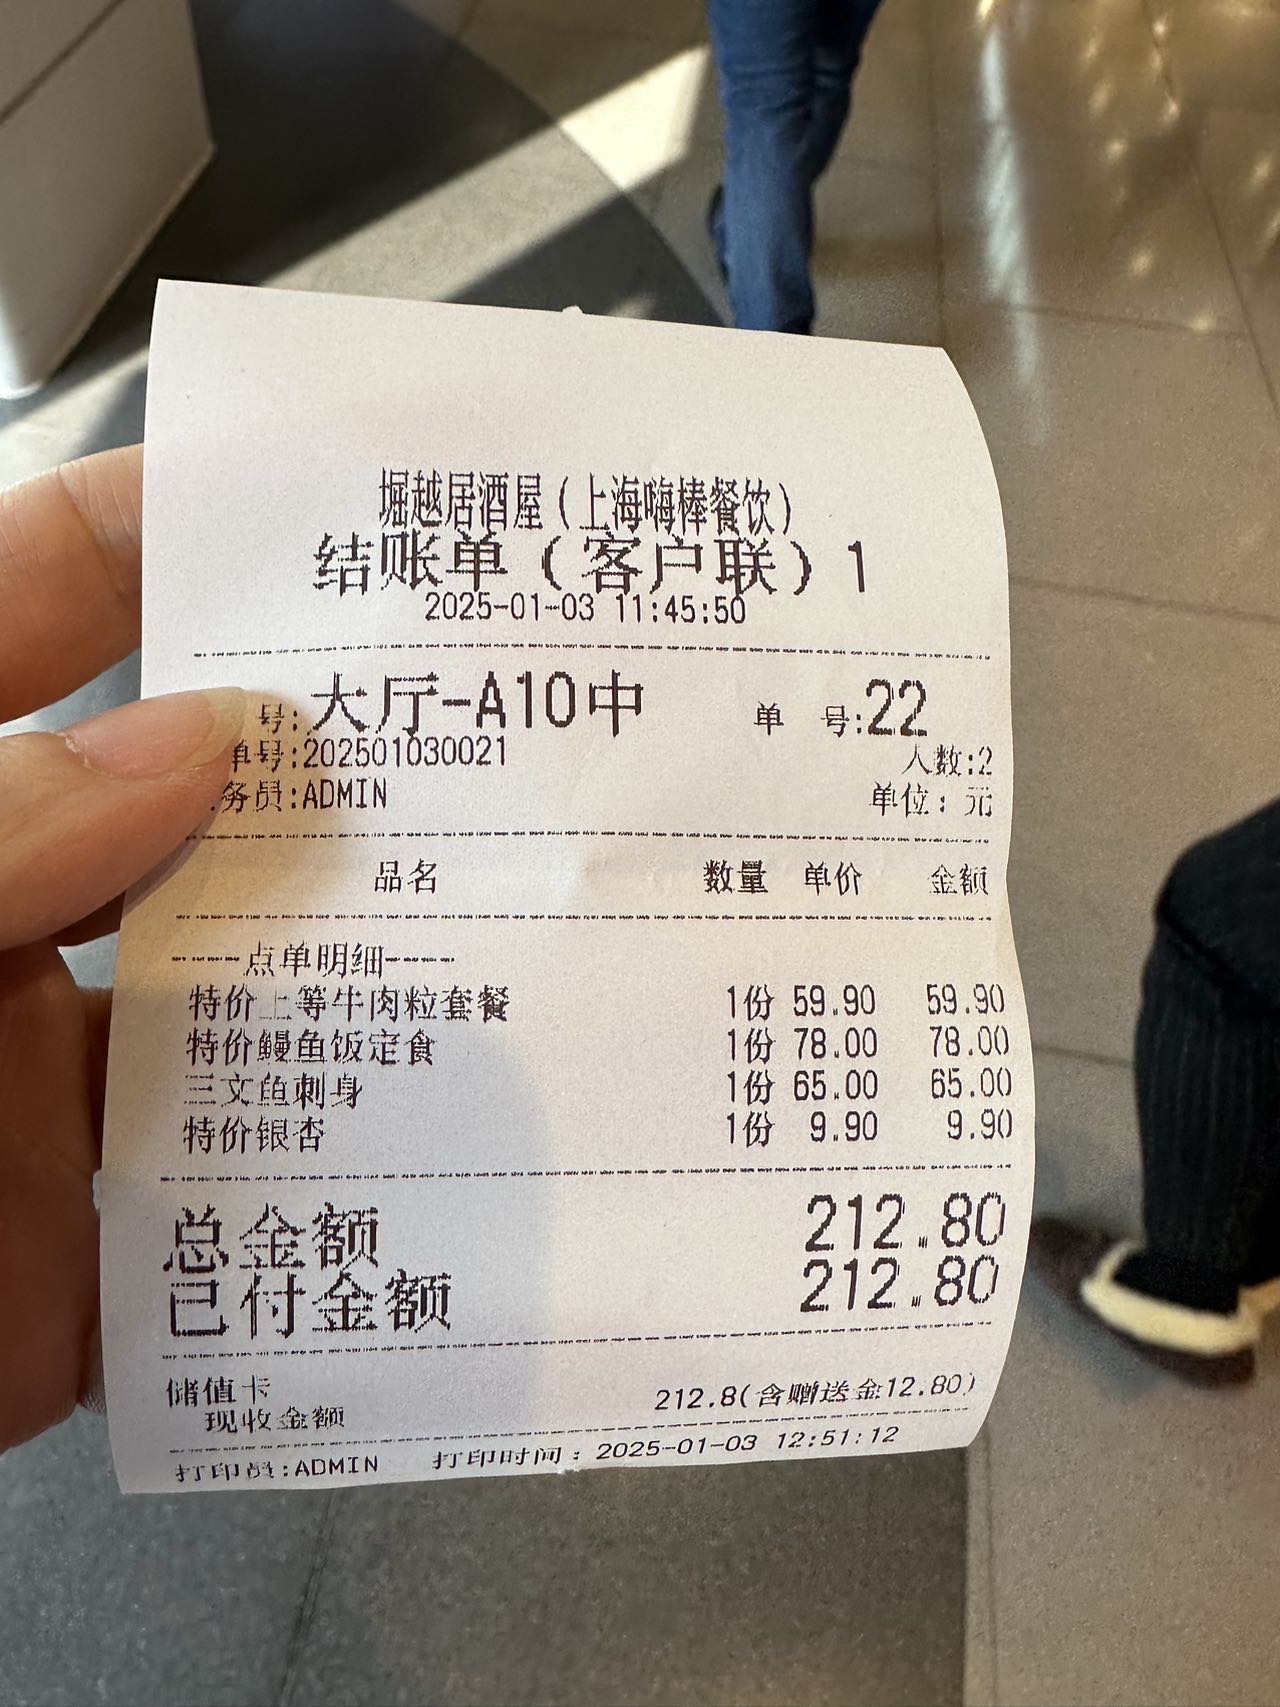 堀越居酒屋（上海嗨棒餐饮）
结账单（客户联）1
2025-01-03 11:45:50
号:大厅-A10中 单 号:22
单号:202501030021 人数:2
务员:ADMIN 单位：元
品名 数量 单价 金额
----点单明细----
特价上等牛肉粒套餐 1份 59.90 59.90
特价鳗鱼饭定食 1份 78.00 78.00
三文鱼刺身 1份 65.00 65.00
特价银杏 1份 9.90 9.90
总金额 212.80
已付金额 212.80
储值卡 212.8(含赠送金12.80)
现收金额
打印员:ADMIN 打印时间：2025-01-03 12:51:12